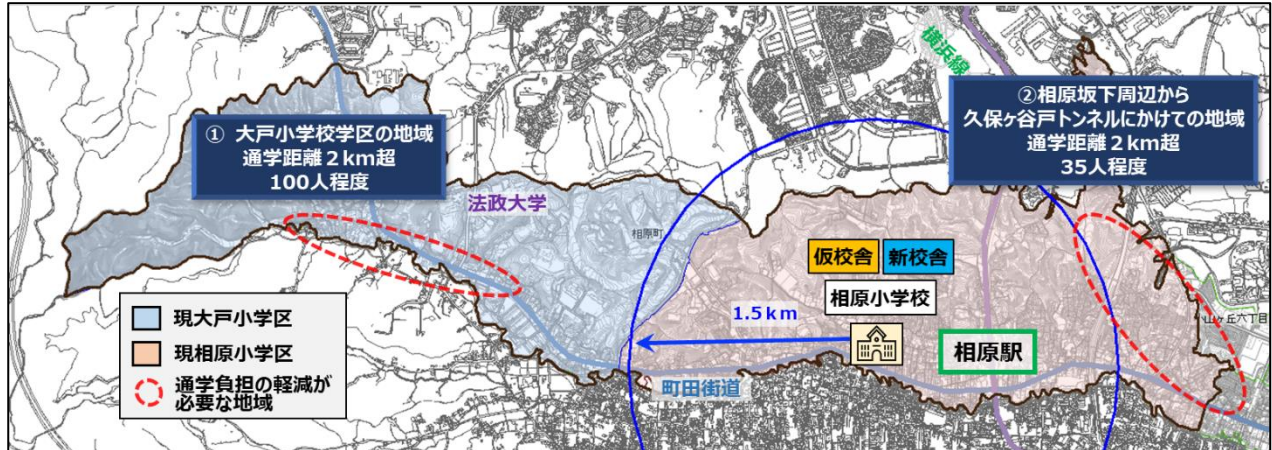 横浜線
① 大戸小学校学区の地域
通学距離２km超
100人程度
②相原坂下周辺から
久保ヶ谷戸トンネルにかけての地域
通学距離２km超
35人程度
法政大学
相原町
仮校舎
新校舎
相原小学校
1.5ｋｍ
相原駅
町田街道
山ケ丘六丁目
現大戸小学区
現相原小学区
通学負担の軽減が
必要な地域